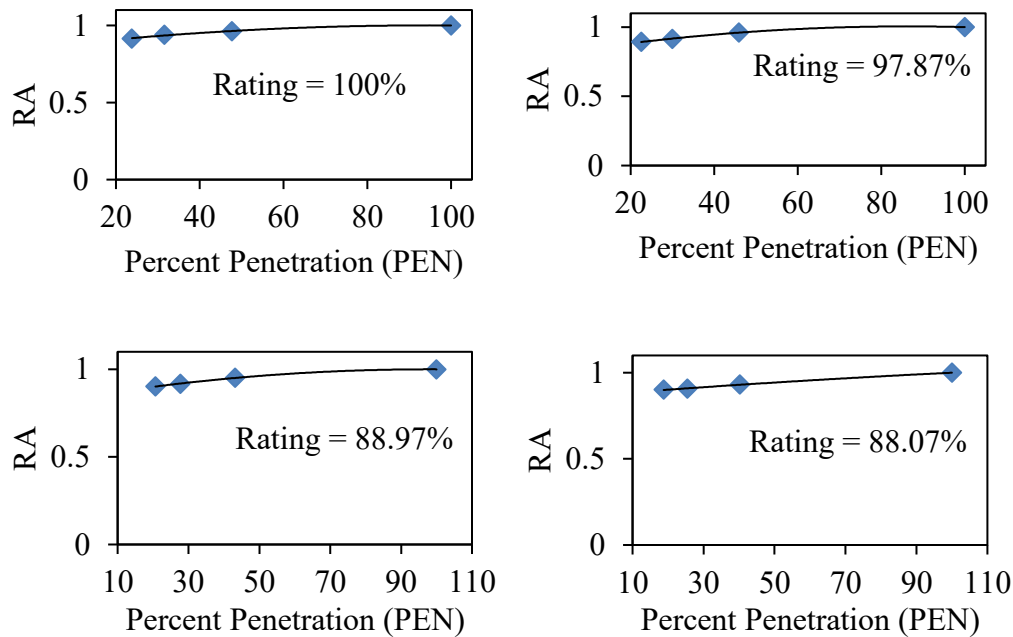 1
Rating = 100%
0.5
RA
0
20 40 60 80 100
Percent Penetration (PEN)
1
Rating = 97.87%
0.5
RA
0
20 40 60 80 100
Percent Penetration (PEN)
1
Rating = 88.97%
0.5
RA
0
10 30 50 70 90 110
Percent Penetration (PEN)
1
Rating = 88.07%
0.5
RA
0
10 30 50 70 90 110
Percent Penetration (PEN)